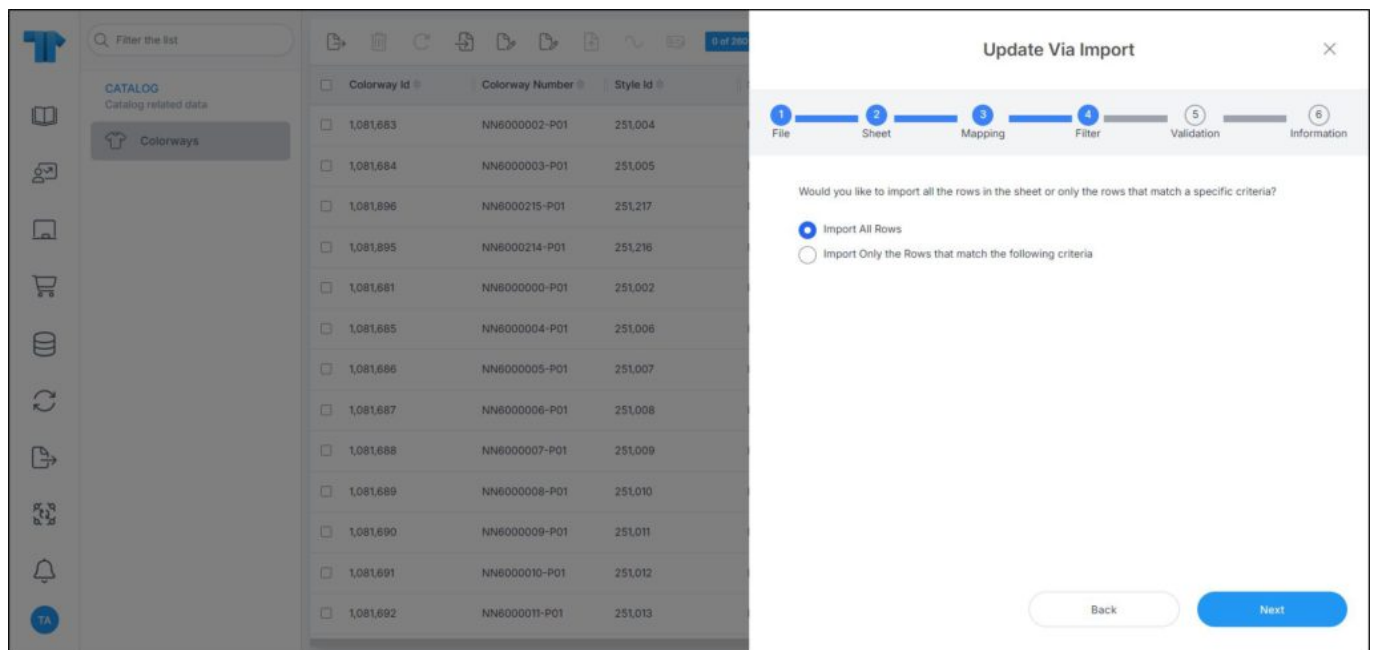 Filter the list
0 of 260
Update Via Import
CATALOG
Catalog related data
Colorways
Colorway Id
Colorway Number
Style Id
1
2
3
4
5
6
File
Sheet
Mapping
Filter
Validation
Information
1,081,683
NN6000002-P01
251,004
1,081,684
NN6000003-P01
251,005
1,081,896
NN6000215-P01
251,217
1,081,895
NN6000214-P01
251,216
1,081,681
NN6000000-P01
251,002
1,081,685
NN6000004-P01
251,006
1,081,686
NN6000005-P01
251,007
1,081,687
NN6000006-P01
251,008
1,081,688
NN6000007-P01
251,009
1,081,689
NN6000008-P01
251,010
1,081,690
NN6000009-P01
251,011
1,081,691
NN6000010-P01
251,012
1,081,692
NN6000011-P01
251,013
Would you like to import all the rows in the sheet or only the rows that match a specific criteria?
Import All Rows
Import Only the Rows that match the following criteria
Back
Next
TA